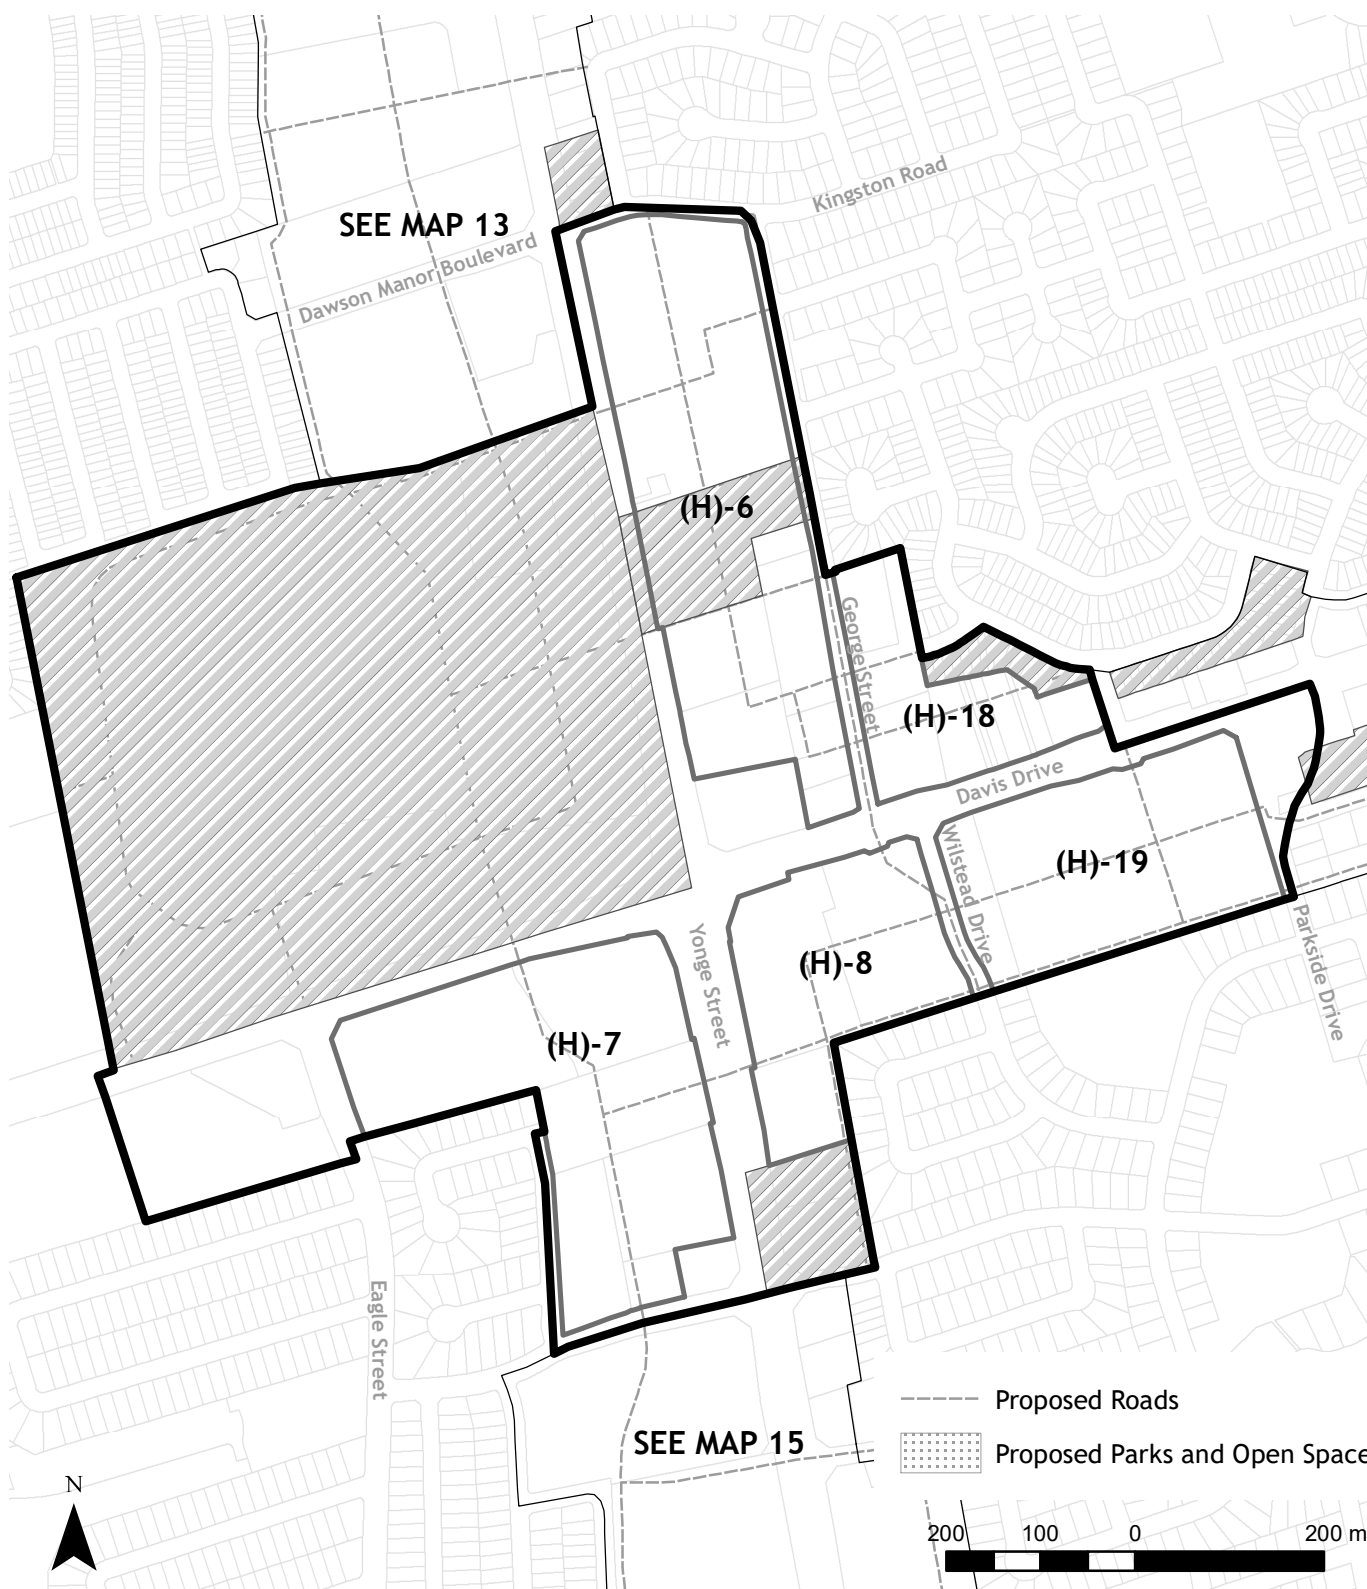 Kingston Road
SEE MAP 13
Dawson Manor Boulevard
(H)-6
George Street
(H)-18
Davis Drive
Wilstead Drive
(H)-19
Yonge Street
(H)-8
Parkside Drive
(H)-7
Eagle Street
Proposed Roads
SEE MAP 15
Proposed Parks and Open Space
N
200 100 0 200 m